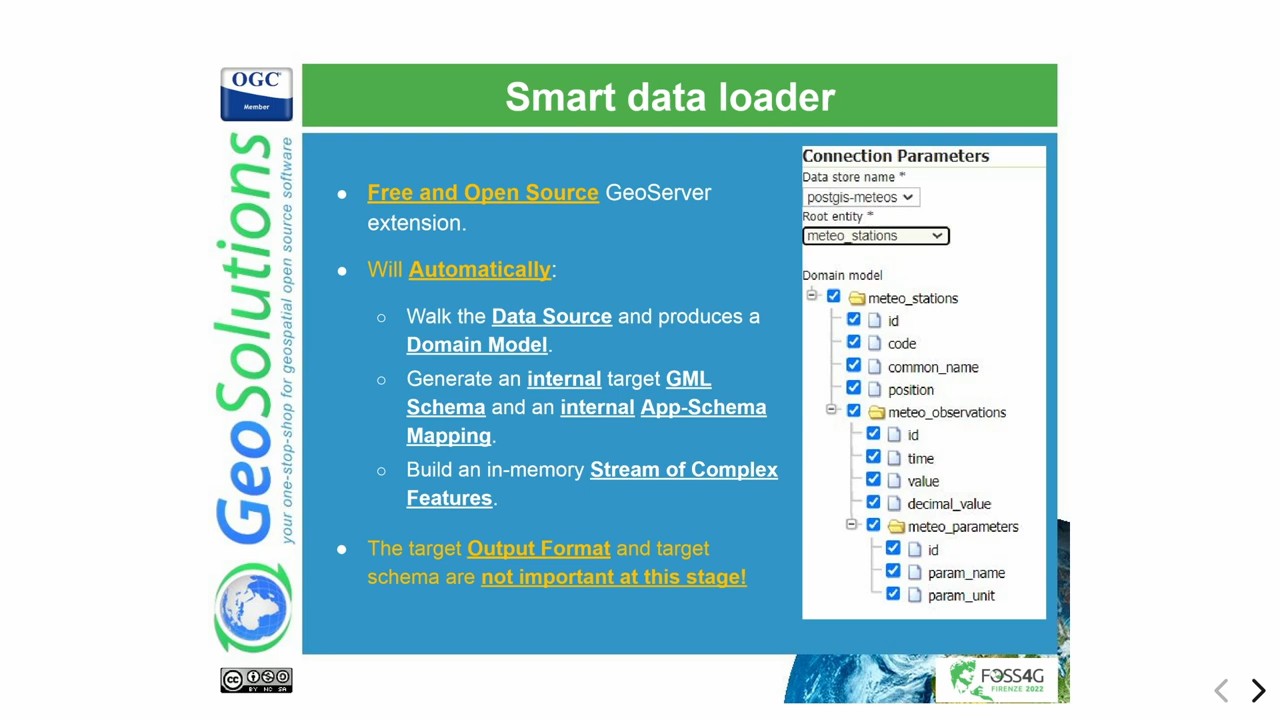 OGC
Member
GeoSolutions
your one-stop-shop for geospatial open source software
Smart data loader
● Free and Open Source GeoServer
extension.
● Will Automatically:
○ Walk the Data Source and produces a
Domain Model.
○ Generate an internal target GML
Schema and an internal App-Schema
Mapping.
○ Build an in-memory Stream of Complex
Features.
● The target Output Format and target
schema are not important at this stage!
Connection Parameters
Data store name *
postgis-meteos
Root entity *
meteo_stations
Domain model
meteo_stations
id
code
common_name
position
meteo_observations
id
time
value
decimal_value
meteo_parameters
id
param_name
param_unit
cc
BY NC SA
FOSS4G
FIRENZE 2022